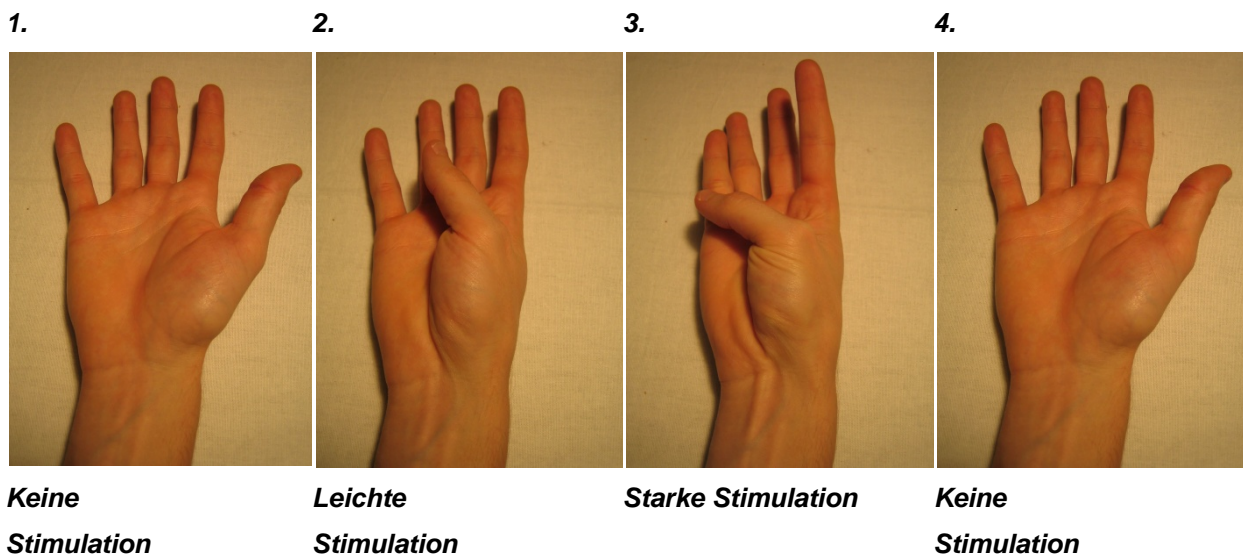 1. 2. 3. 4.
Keine Leichte Starke Stimulation Keine
Stimulation Stimulation Stimulation